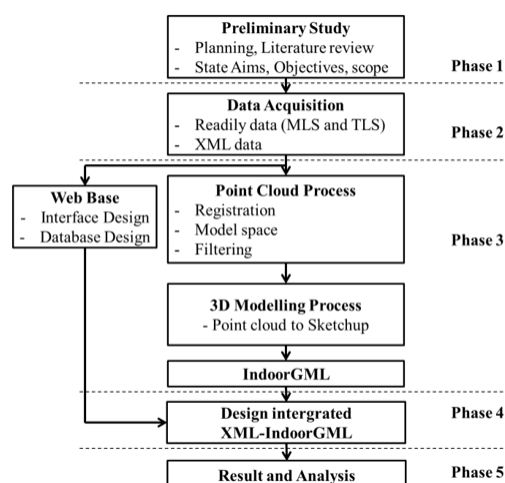 Preliminary Study
- Planning, Literature review
- State Aims, Objectives, scope
Phase 1
Data Acquisition
- Readily data (MLS and TLS)
- XML data
Phase 2
Web Base
- Interface Design
- Database Design
Point Cloud Process
- Registration
- Model space
- Filtering
Phase 3
3D Modelling Process
- Point cloud to Sketchup
IndoorGML
Design intergrated
XML-IndoorGML
Phase 4
Result and Analysis
Phase 5